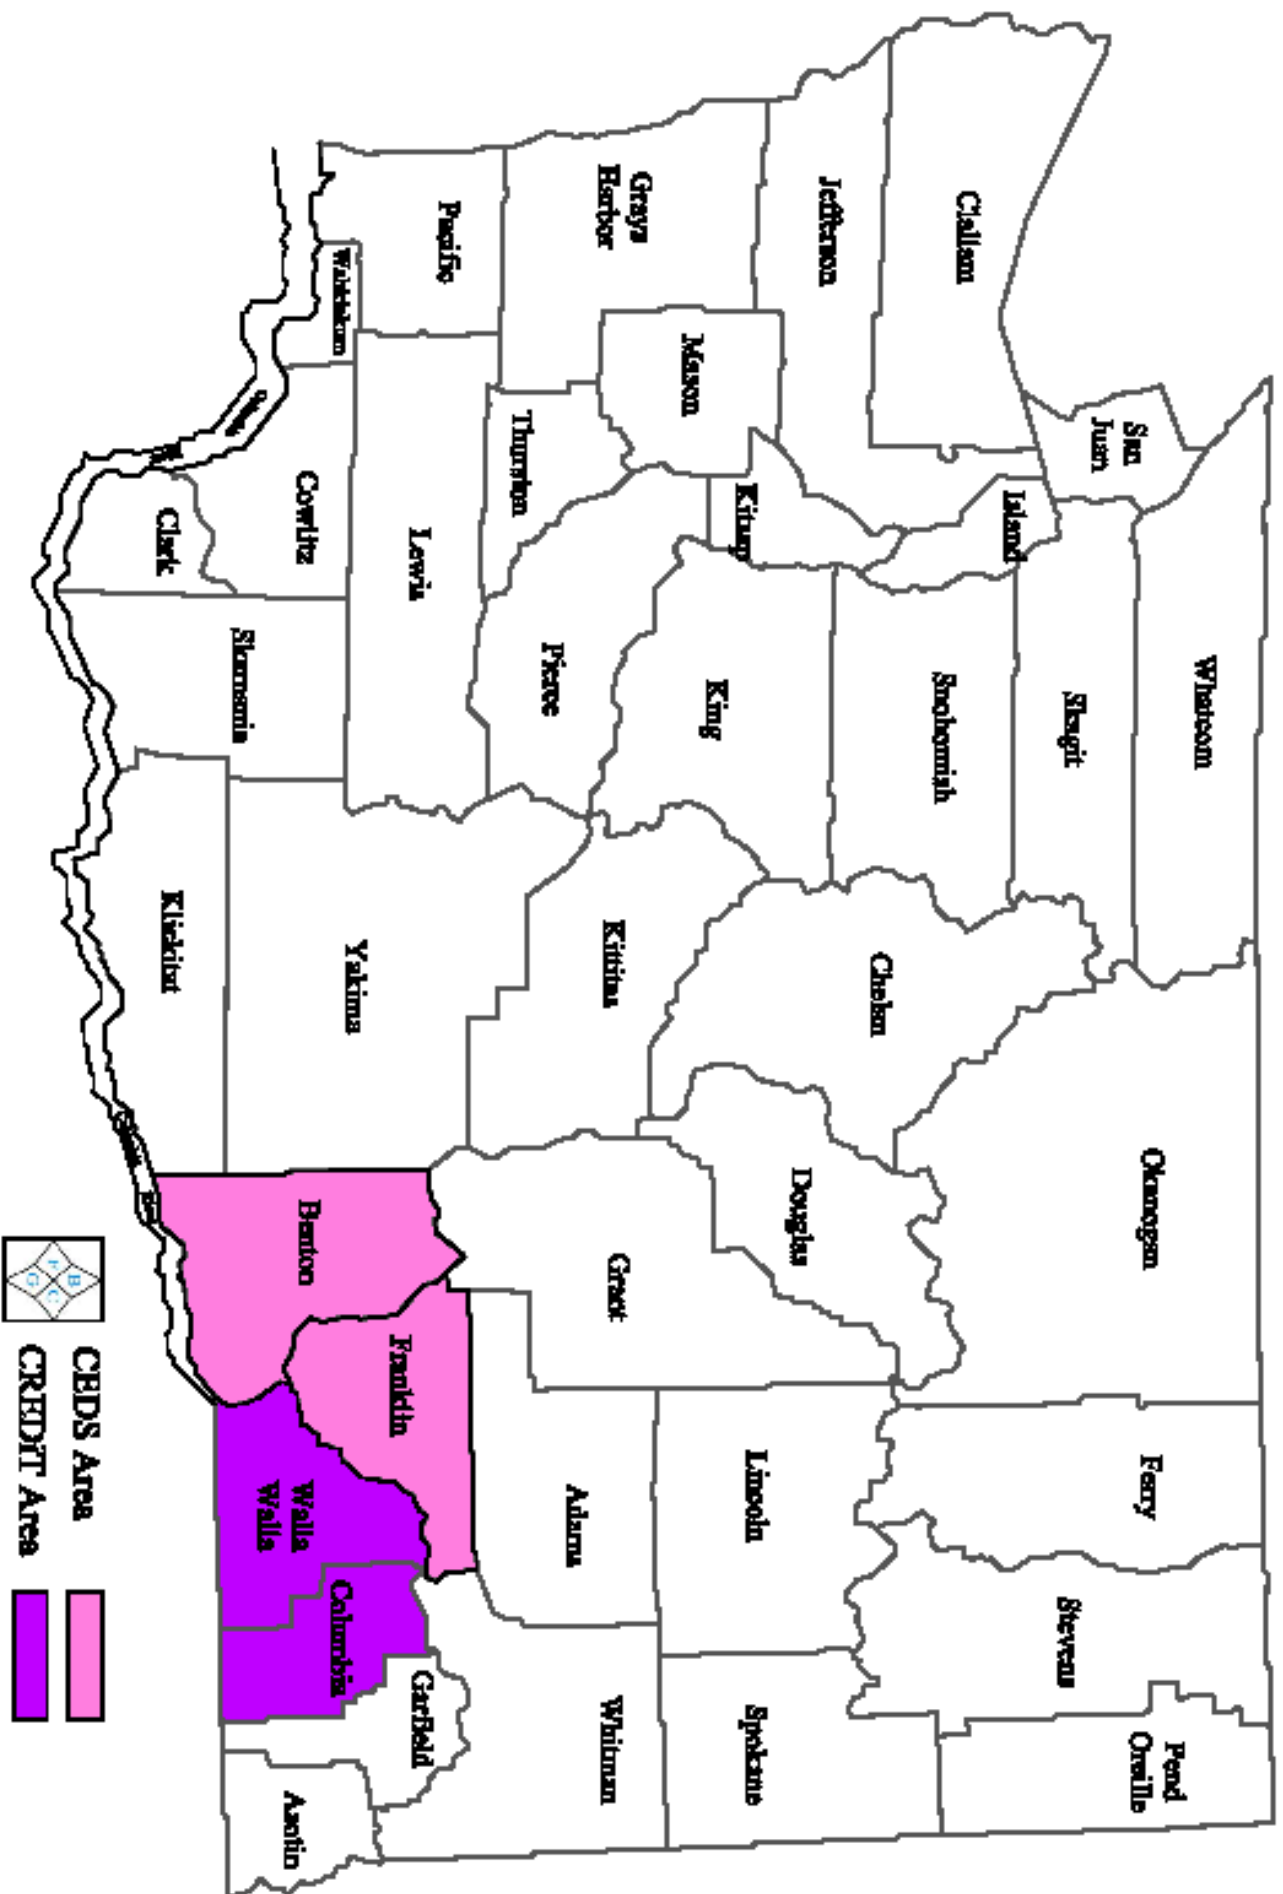 Whatcom
San
Juan
Skagit
Island
Clallam
Snohomish
Jefferson
Kitsap
King
Mason
Grays
Harbor
Thurston
Pierce
Pacific
Lewis
Wahkiakum
Cowlitz
Clark
Skamania
Okanogan
Chelan
Douglas
Kittitas
Grant
Yakima
Klickitat
Benton
Franklin
Ferry
Stevens
Pend
Oreille
Lincoln
Spokane
Adams
Whitman
Walla
Walla
Columbia
Garfield
Asotin
B
C
F
G
CEDS Area
CREDiT Area